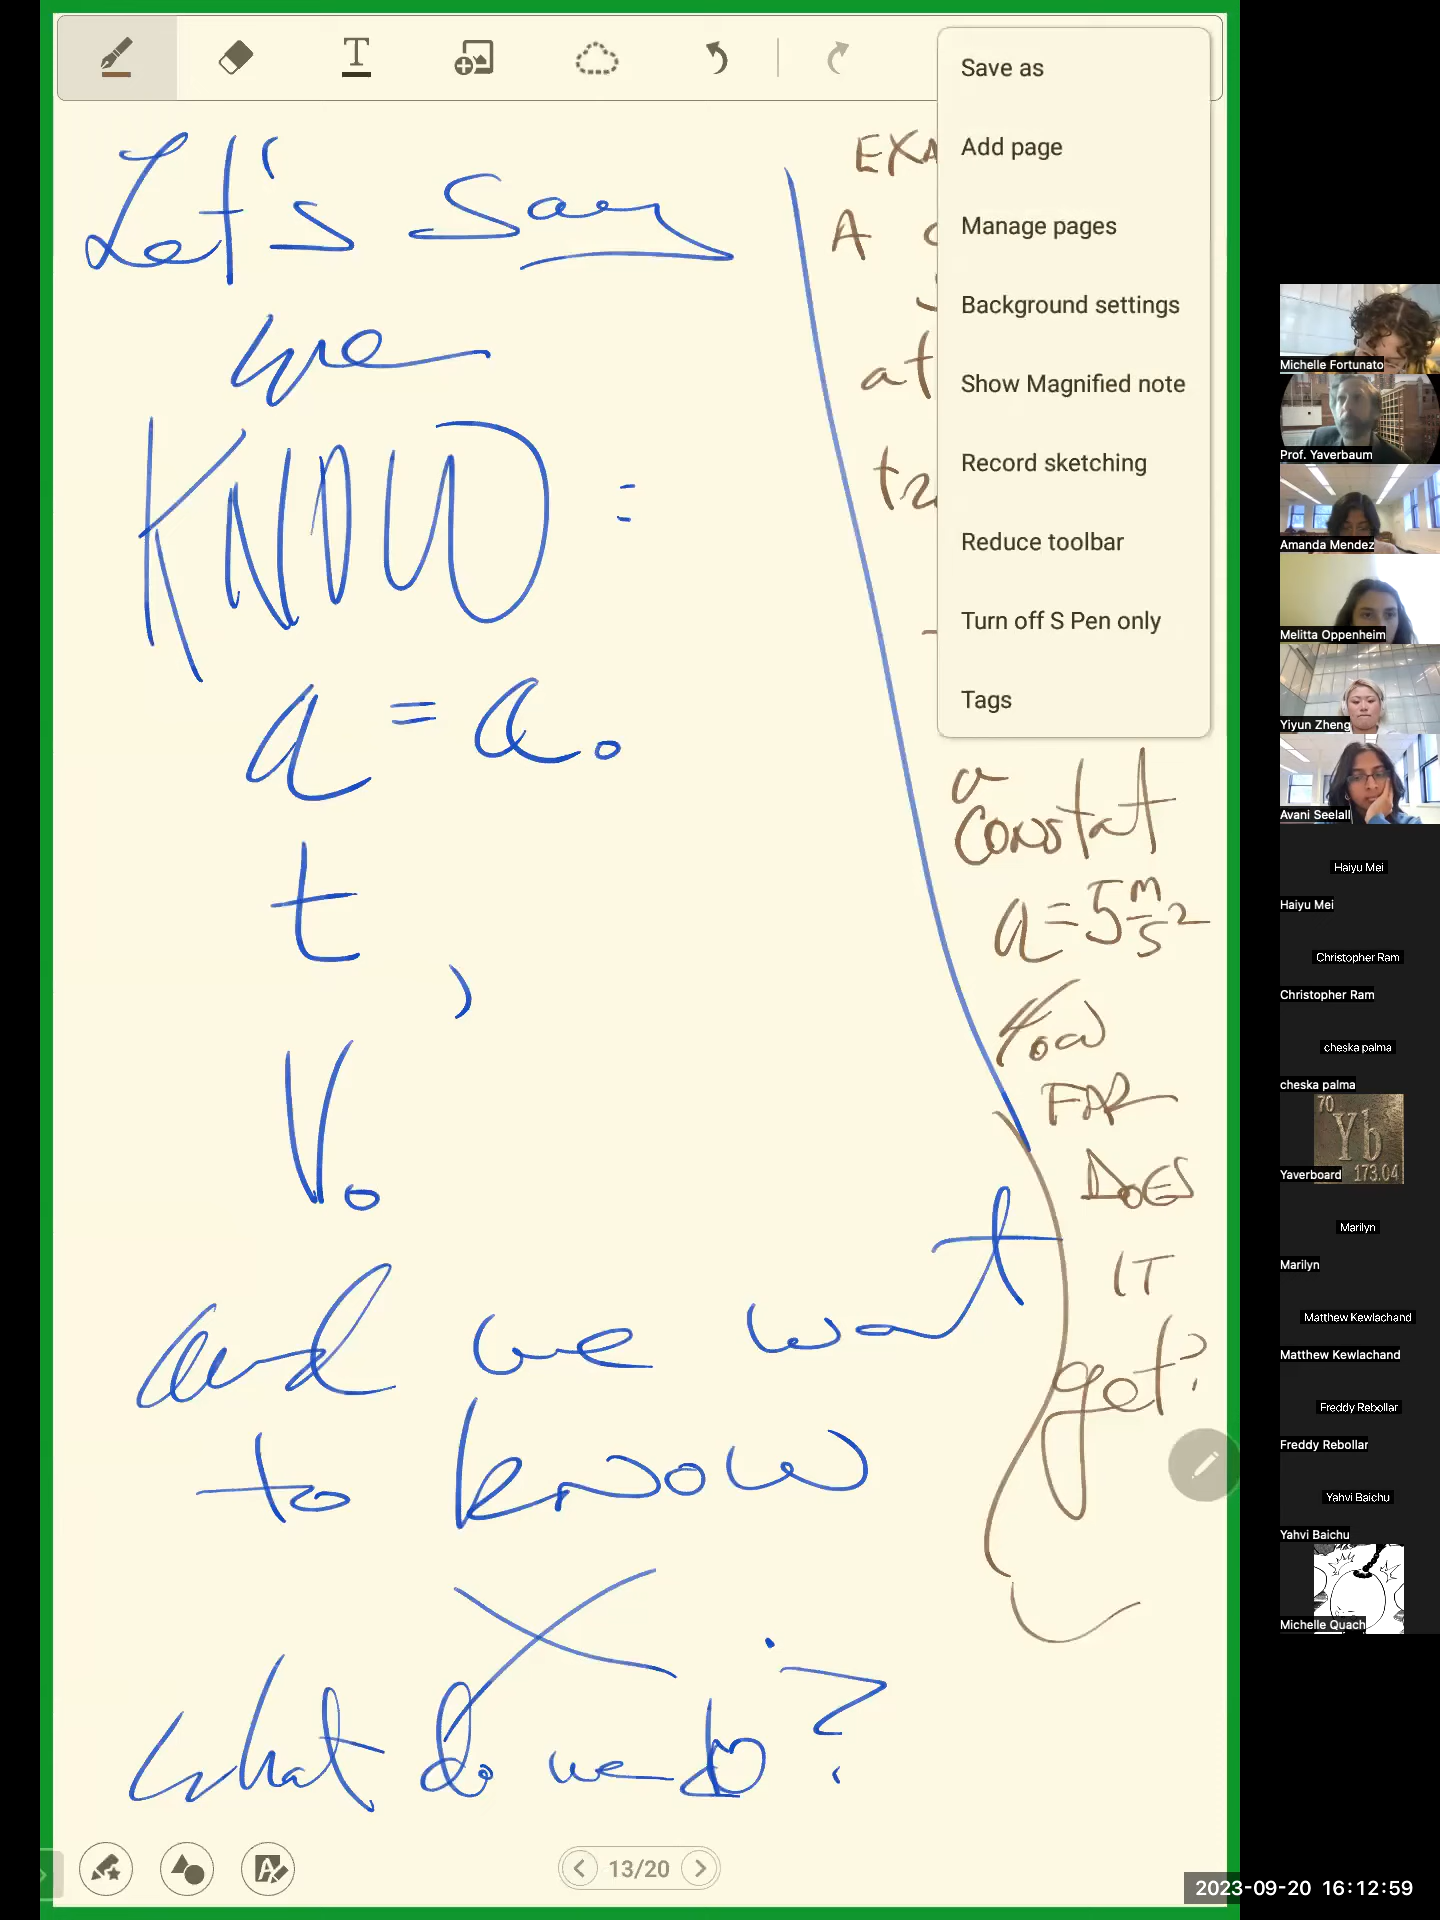 T
Save as
Add page
Manage pages
Background settings
Show Magnified note
Record sketching
Reduce toolbar
Turn off S Pen only
Tags
Let's say
we
KNOW :
a = a₀
t
,
V₀
and we want
to know
X
what do we do ?
EXA
A
at
a
constat
a = 5 m/s²
How
FAR
DOES
IT
get?
13/20
Michelle Fortunato
Prof. Yaverbaum
Amanda Mendez
Melitta Oppenheim
Yiyun Zheng
Avani Seelall
Haiyu Mei
Haiyu Mei
Christopher Ram
Christopher Ram
cheska palma
cheska palma
70
Yb
173.04
Yaverboard
Marilyn
Marilyn
Matthew Kewlachand
Matthew Kewlachand
Freddy Rebollar
Freddy Rebollar
Yahvi Baichu
Yahvi Baichu
Michelle Quach
2023-09-20 16:12:59